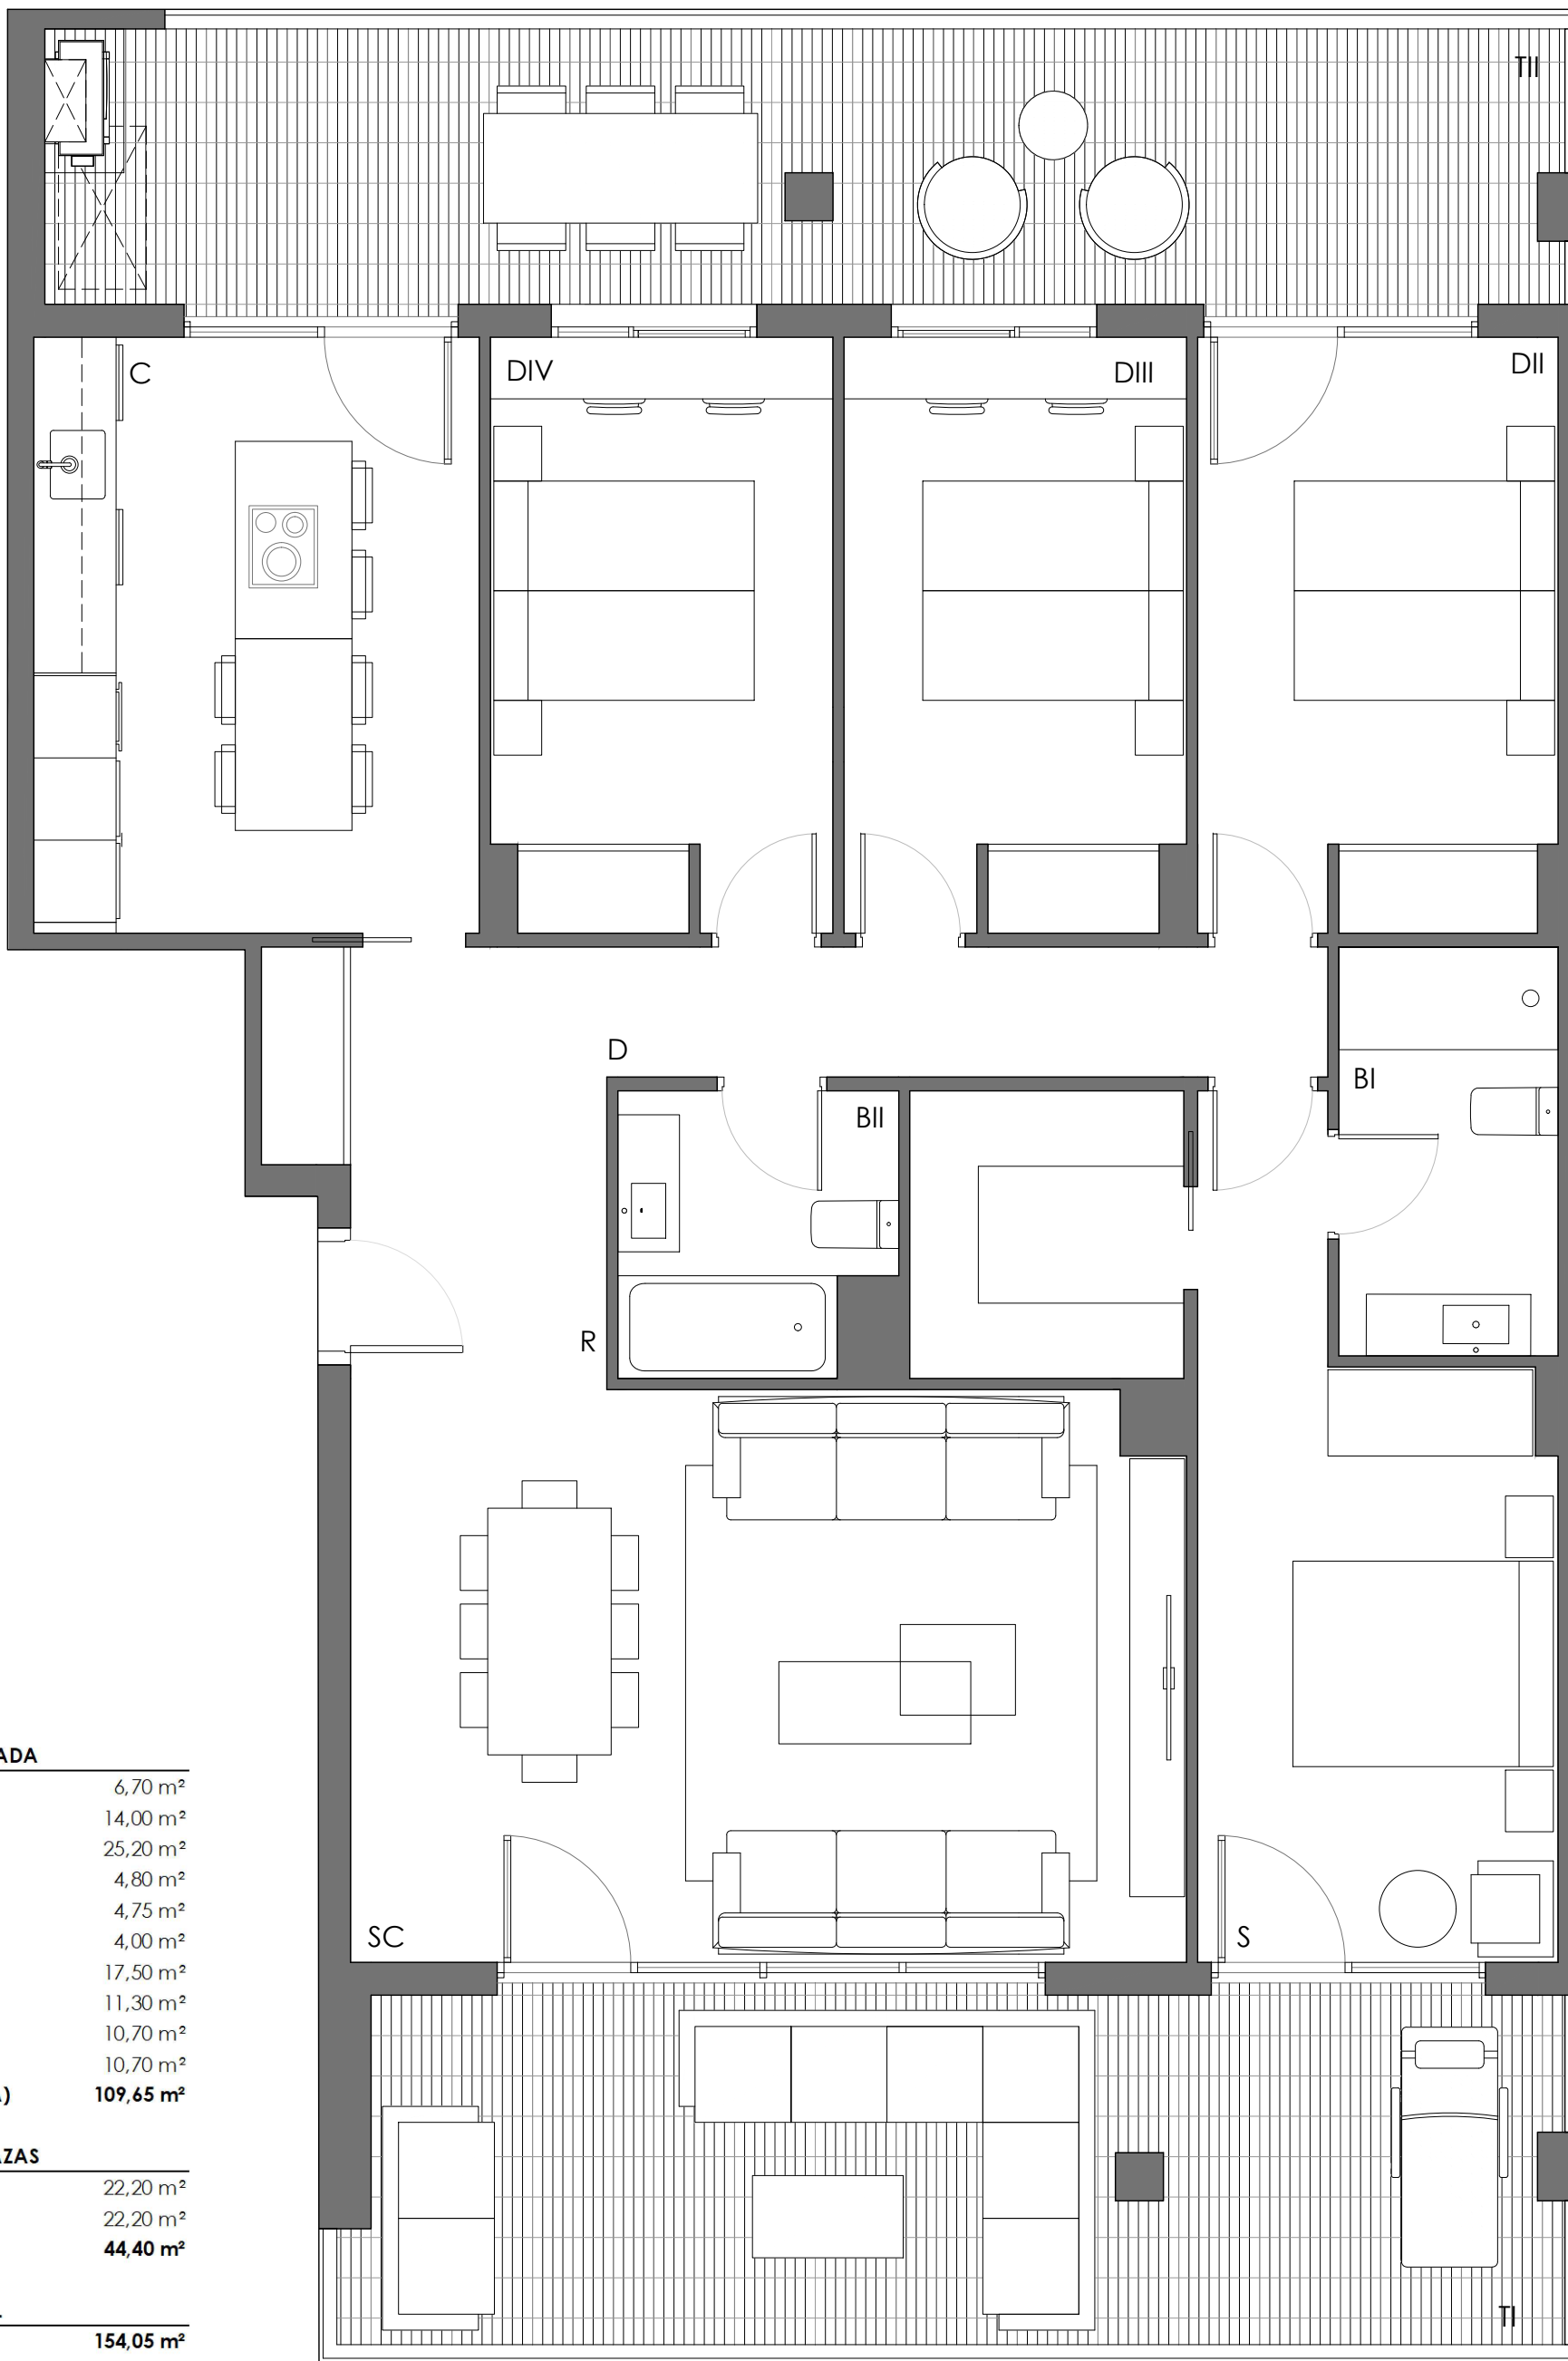 TII
C
DIV
DIII
DII
D
BI
BII
R
SC
S
ADA
6,70 m²
14,00 m²
25,20 m²
4,80 m²
4,75 m²
4,00 m²
17,50 m²
11,30 m²
10,70 m²
10,70 m²
) 109,65 m²
AZAS
22,20 m²
22,20 m²
44,40 m²
154,05 m²
TI